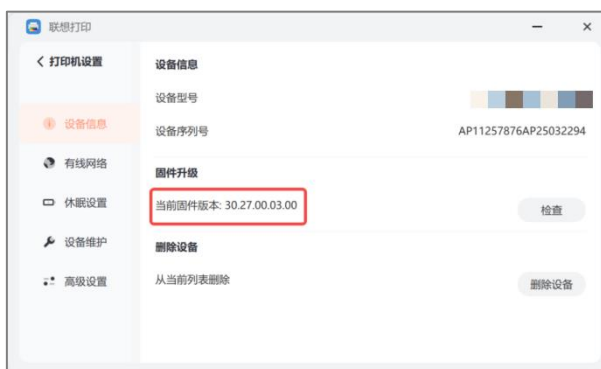 联想打印
打印机设置
设备信息
有线网络
休眠设置
设备维护
高级设置
设备信息
设备型号
设备序列号 AP11257876AP25032294
固件升级
当前固件版本: 30.27.00.03.00 检查
删除设备
从当前列表删除 删除设备